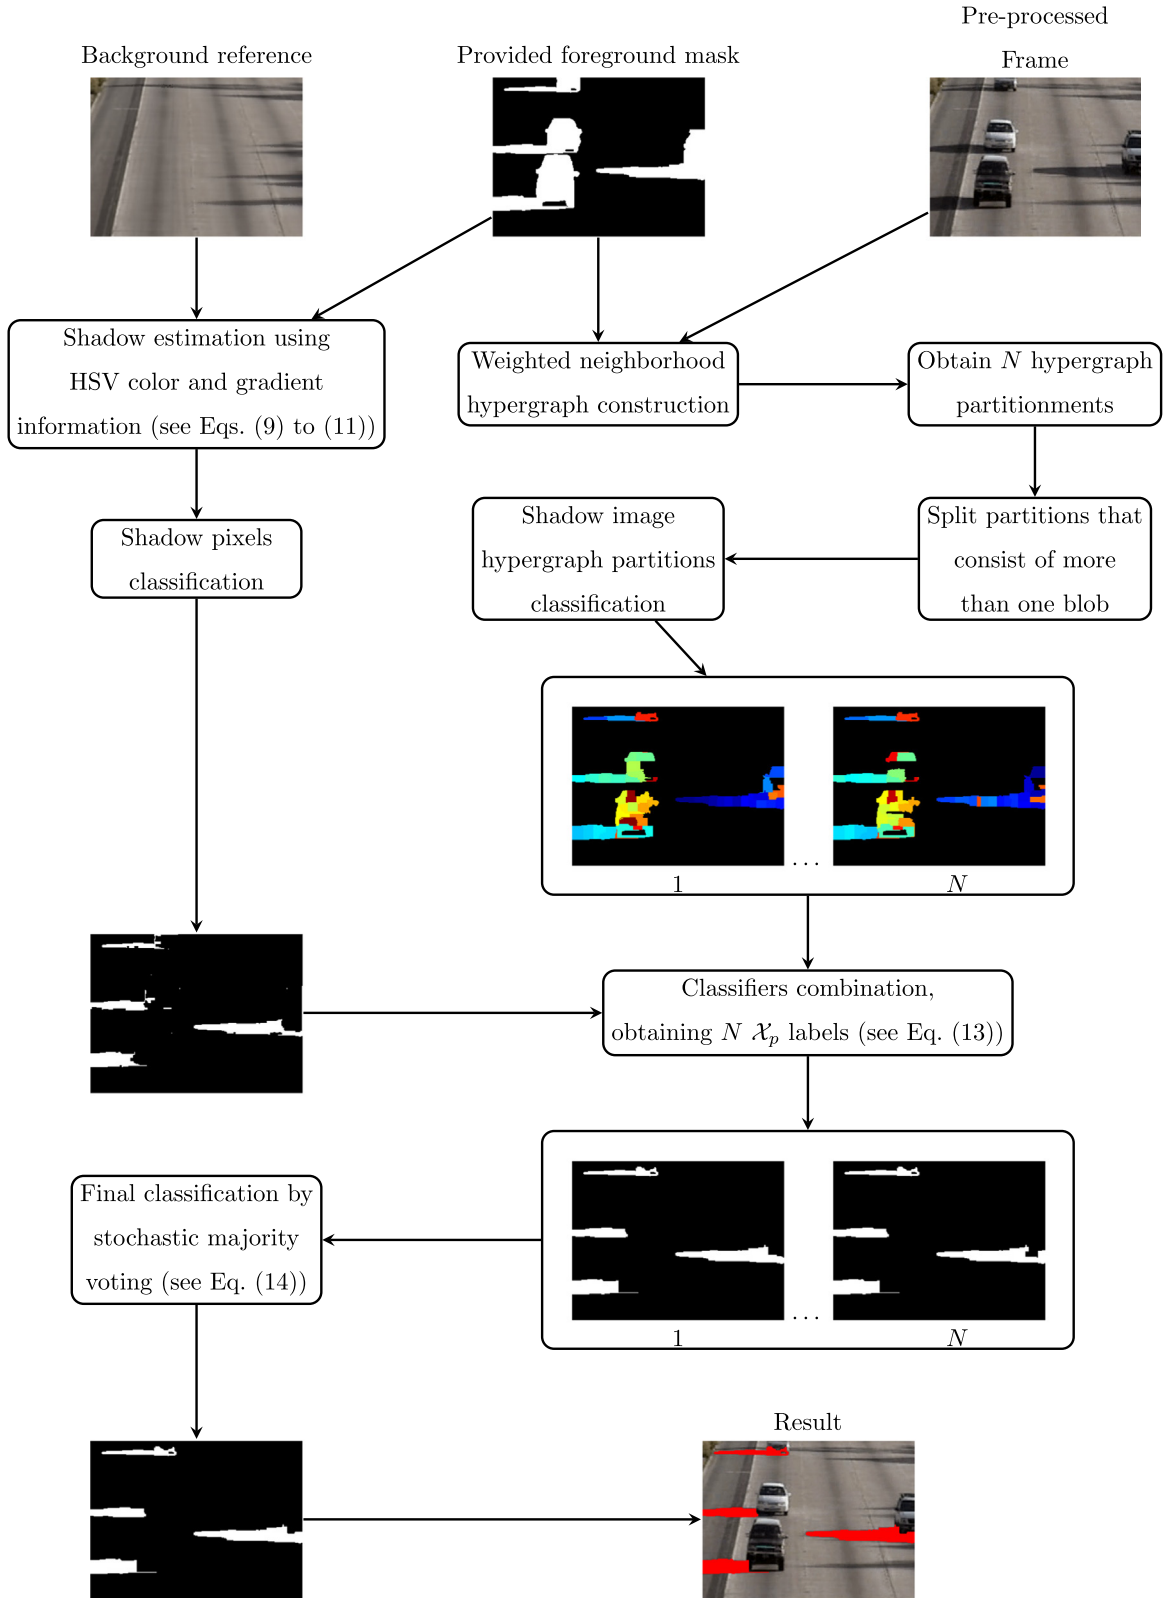 Pre-processed
Frame
Background reference
Provided foreground mask
Shadow estimation using
HSV color and gradient
information (see Eqs. (9) to (11))
Weighted neighborhood
hypergraph construction
Obtain N hypergraph
partitionments
Shadow pixels
classification
Shadow image
hypergraph partitions
classification
Split partitions that
consist of more
than one blob
...
1
N
Classifiers combination,
obtaining N 𝒳p labels (see Eq. (13))
Final classification by
stochastic majority
voting (see Eq. (14))
...
1
N
Result